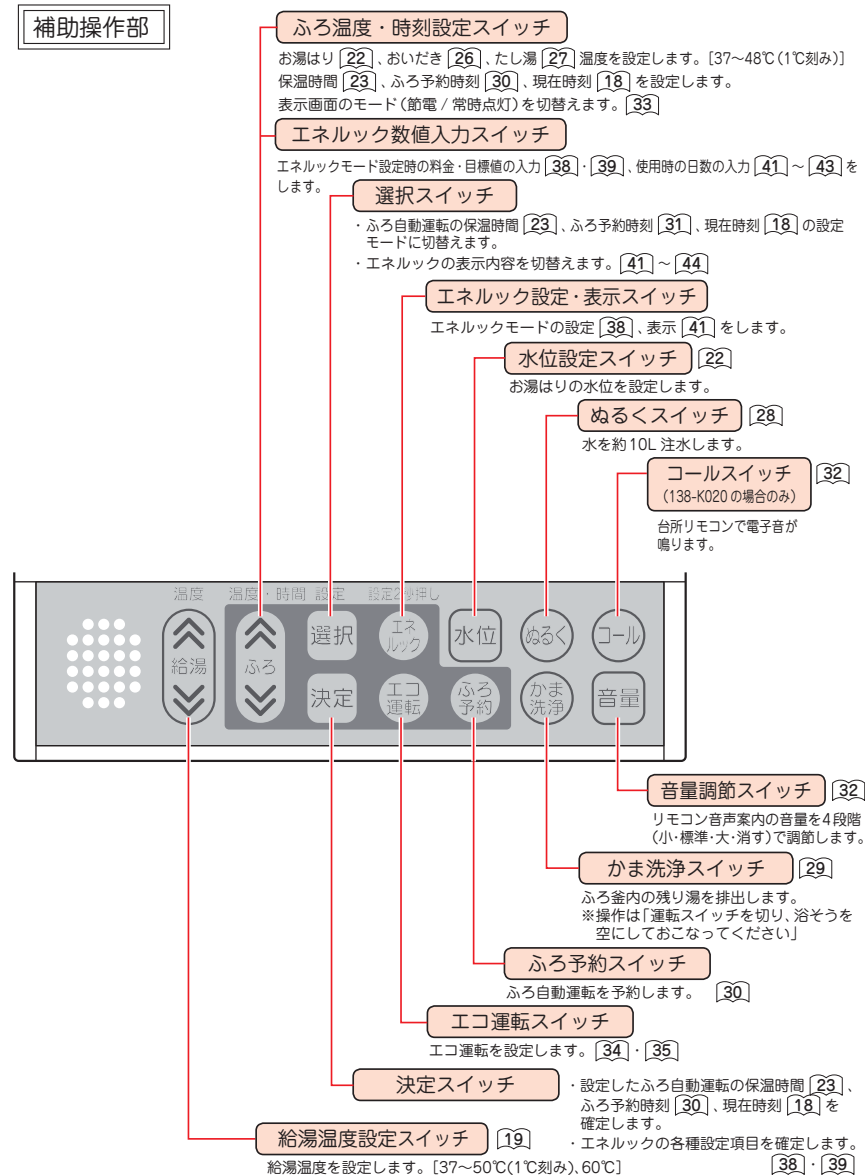 補助操作部
ふろ温度・時刻設定スイッチ
お湯はり 22 、おいだき 26 、たし湯 27 温度を設定します。[37～48℃(1℃刻み)]
保温時間 23 、ふろ予約時刻 30 、現在時刻 18 を設定します。
表示画面のモード(節電 / 常時点灯)を切替えます。 33
エネルック数値入力スイッチ
エネルックモード設定時の料金・目標値の入力 38 ・ 39 、使用時の日数の入力 41 ～ 43 を
します。
選択スイッチ
・ふろ自動運転の保温時間 23 、ふろ予約時刻 31 、現在時刻 18 の設定
モードに切替えます。
・エネルックの表示内容を切替えます。 41 ～ 44
エネルック設定・表示スイッチ
エネルックモードの設定 38 、表示 41 をします。
水位設定スイッチ 22
お湯はりの水位を設定します。
ぬるくスイッチ 28
水を約10L 注水します。
コールスイッチ 32
(138-K020 の場合のみ)
台所リモコンで電子音が
鳴ります。
温度 温度・時間 設定 設定2秒押し
給湯
ふろ
選択
エネ
ルック
水位
ぬるく
コール
決定
エコ
運転
ふろ
予約
かま
洗浄
音量
音量調節スイッチ 32
リモコン音声案内の音量を4段階
(小・標準・大・消す)で調節します。
かま洗浄スイッチ 29
ふろ釜内の残り湯を排出します。
※操作は「運転スイッチを切り、浴そうを
空にしておこなってください」
ふろ予約スイッチ
ふろ自動運転を予約します。 30
エコ運転スイッチ
エコ運転を設定します。 34 ・ 35
決定スイッチ
・設定したふろ自動運転の保温時間 23 、
ふろ予約時刻 30 、現在時刻 18 を
確定します。
・エネルックの各種設定項目を確定します。
38 ・ 39
給湯温度設定スイッチ 19
給湯温度を設定します。[37～50℃(1℃刻み)、60℃]